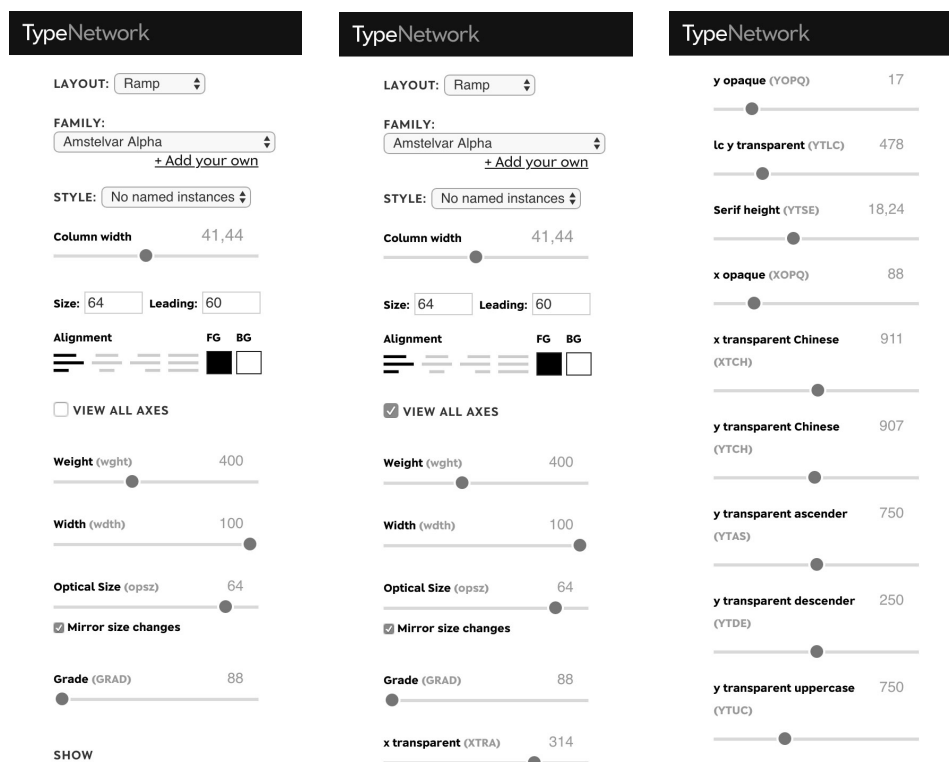 TypeNetwork
LAYOUT: Ramp
FAMILY:
Amstelvar Alpha
+ Add your own
STYLE: No named instances
Column width 41,44
Size: 64 Leading: 60
Alignment FG BG
VIEW ALL AXES
Weight (wght) 400
Width (wdth) 100
Optical Size (opsz) 64
Mirror size changes
Grade (GRAD) 88
SHOW
TypeNetwork
LAYOUT: Ramp
FAMILY:
Amstelvar Alpha
+ Add your own
STYLE: No named instances
Column width 41,44
Size: 64 Leading: 60
Alignment FG BG
VIEW ALL AXES
Weight (wght) 400
Width (wdth) 100
Optical Size (opsz) 64
Mirror size changes
Grade (GRAD) 88
x transparent (XTRA) 314
TypeNetwork
y opaque (YOPQ) 17
lc y transparent (YTLC) 478
Serif height (YTSE) 18,24
x opaque (XOPQ) 88
x transparent Chinese 911
(XTCH)
y transparent Chinese 907
(YTCH)
y transparent ascender 750
(YTAS)
y transparent descender 250
(YTDE)
y transparent uppercase 750
(YTUC)